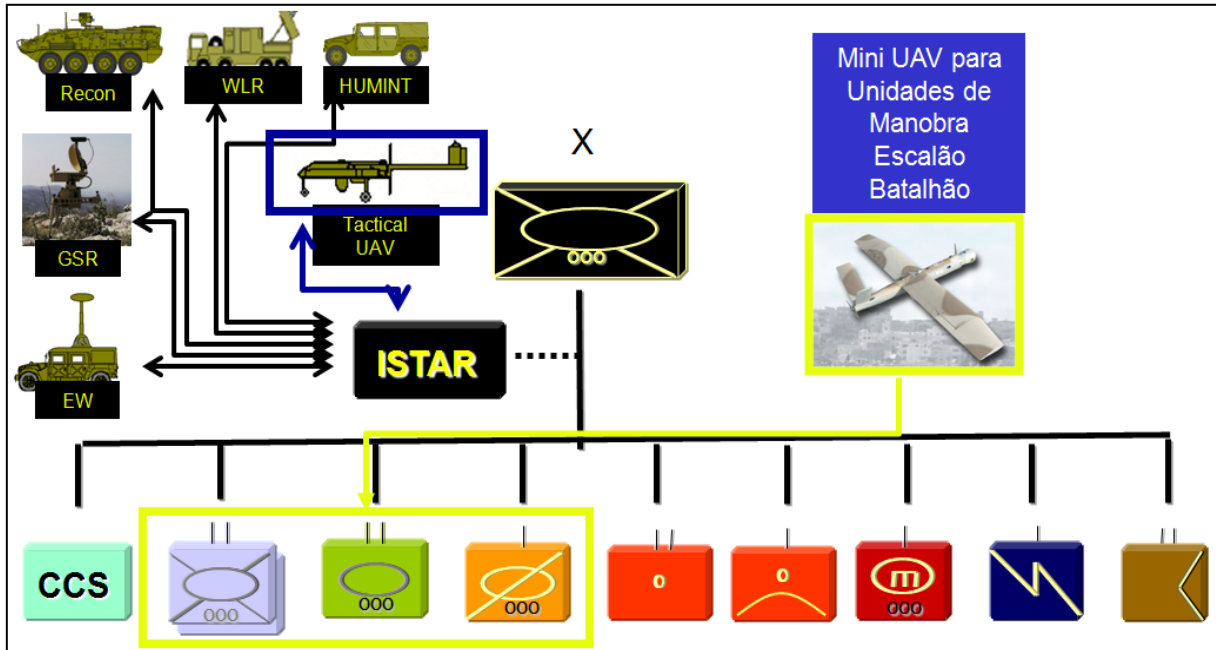 Recon
WLR
HUMINT
Mini UAV para
Unidades de
Manobra
Escalão
Batalhão
X
Tactical
UAV
GSR
OOO
ISTAR
EW
CCS
OOO
OOO
OOO
O
O
m
OOO